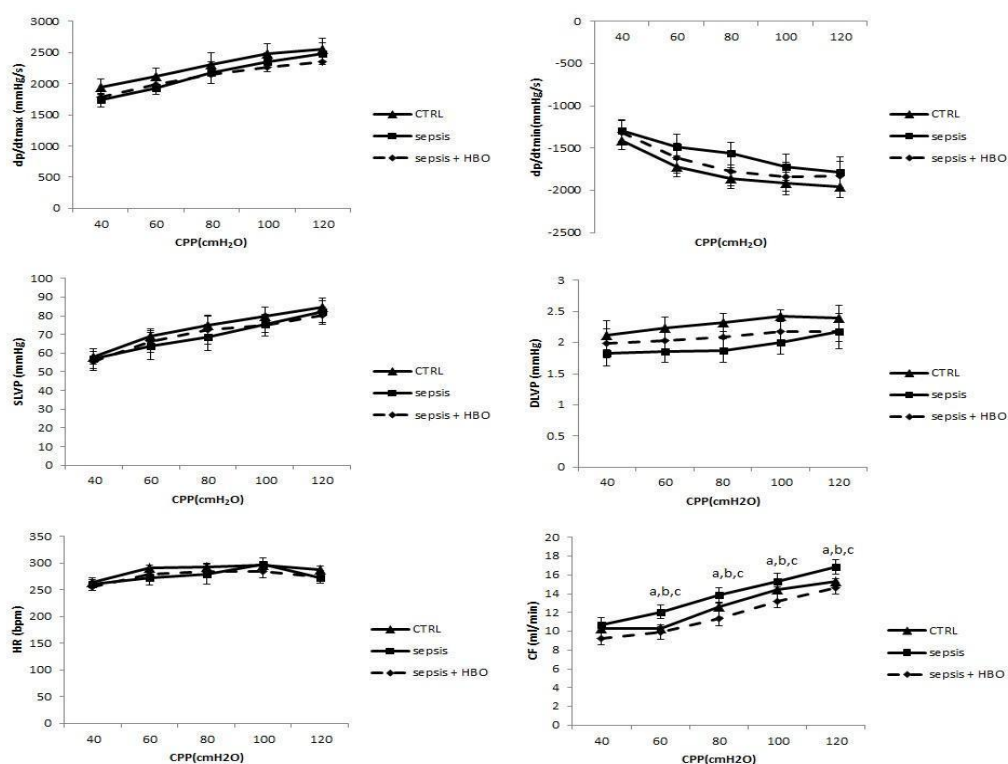 dp/dtmax (mmHg/s)
3000
2500
2000
1500
1000
500
0
40 60 80 100 120
CPP(cmH₂O)
CTRL
sepsis
sepsis + HBO
dp/dtmin(mmHg/s)
0
-500
-1000
-1500
-2000
-2500
40 60 80 100 120
CPP(cmH₂O)
CTRL
sepsis
sepsis + HBO
SLVP (mmHg)
100
90
80
70
60
50
40
30
20
10
0
40 60 80 100 120
CPP(cmH₂O)
CTRL
sepsis
sepsis + HBO
DLVP (mmHg)
3
2.5
2
1.5
1
0.5
0
40 60 80 100 120
CPP(cmH2O)
CTRL
sepsis
sepsis + HBO
HR (bpm)
350
300
250
200
150
100
50
0
40 60 80 100 120
CPP(cmH2O)
CTRL
sepsis
sepsis + HBO
CF (ml/min)
20
18
16
14
12
10
8
6
4
2
0
a,b,c
a,b,c
a,b,c
a,b,c
40 60 80 100 120
CPP(cmH2O)
CTRL
sepsis
sepsis + HBO